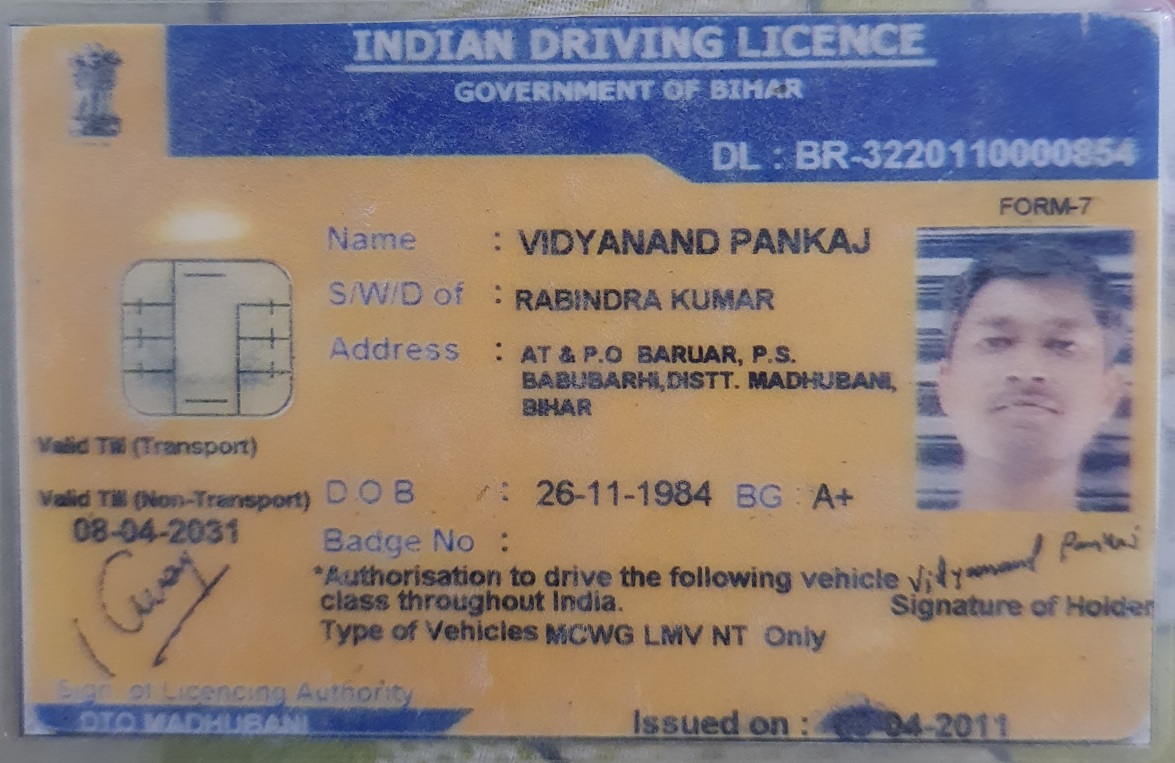 INDIAN DRIVING LICENCE
GOVERNMENT OF BIHAR
DL : BR-3220110000854
FORM-7
Name : VIDYANAND PANKAJ
S/W/D of : RABINDRA KUMAR
Address : AT & P.O BARUAR, P.S.
BABUBARHI,DISTT. MADHUBANI,
BIHAR
Valid Till (Transport)
Valid Till (Non-Transport)
08-04-2031
D O B : 26-11-1984 BG : A+
Badge No :
*Authorisation to drive the following vehicle
class throughout India.
Type of Vehicles MCWG LMV NT Only
Vidyanand Pankaj
Signature of Holder
Sign. of Licencing Authority
DTO MADHUBANI
Issued on : 04-2011